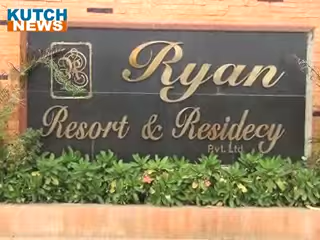 KUTCH
NEWS
R
Ryan
Resort & Residecy
Pvt. Ltd.